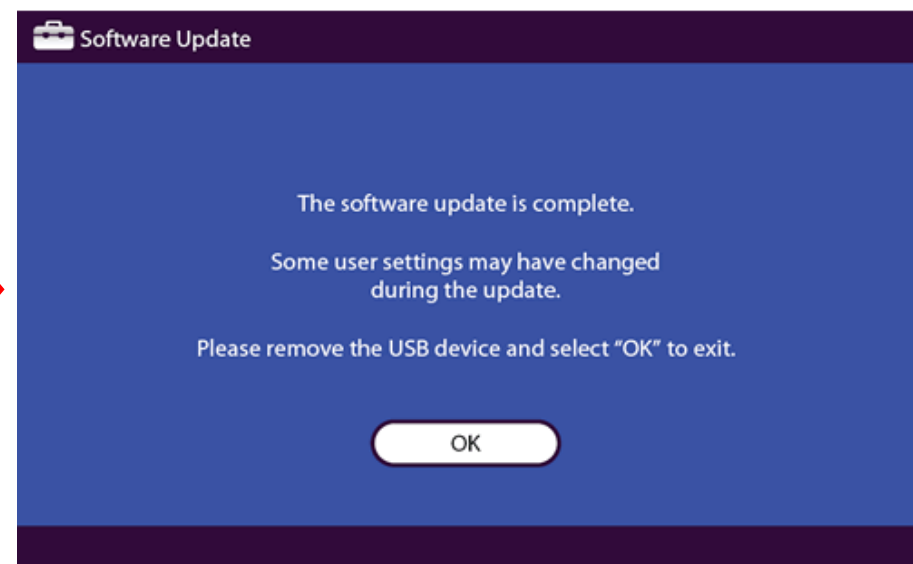 Software Update
The software update is complete.
Some user settings may have changed
during the update.
Please remove the USB device and select “OK” to exit.
OK